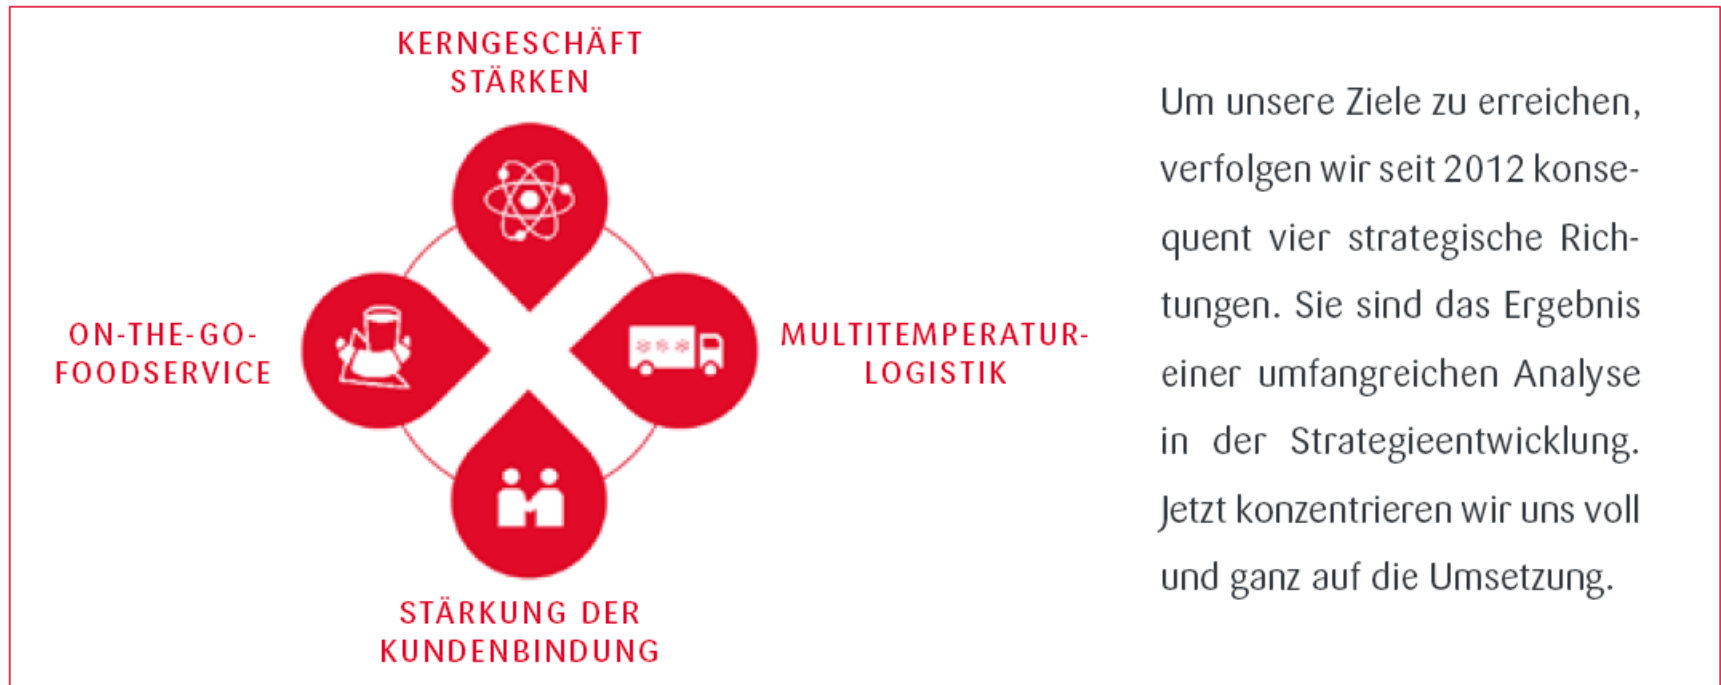 KERNGESCHÄFT
STÄRKEN
ON-THE-GO-
FOODSERVICE
MULTITEMPERATUR-
LOGISTIK
STÄRKUNG DER
KUNDENBINDUNG
Um unsere Ziele zu erreichen,
verfolgen wir seit 2012 konse-
quent vier strategische Rich-
tungen. Sie sind das Ergebnis
einer umfangreichen Analyse
in der Strategieentwicklung.
Jetzt konzentrieren wir uns voll
und ganz auf die Umsetzung.